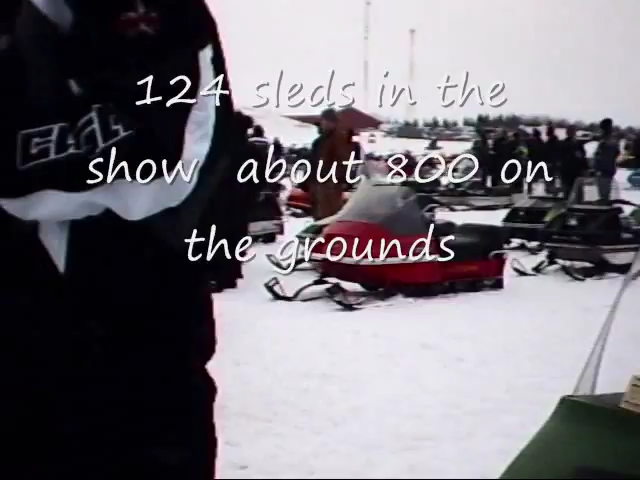 124 sleds in the
show about 800 on
the grounds